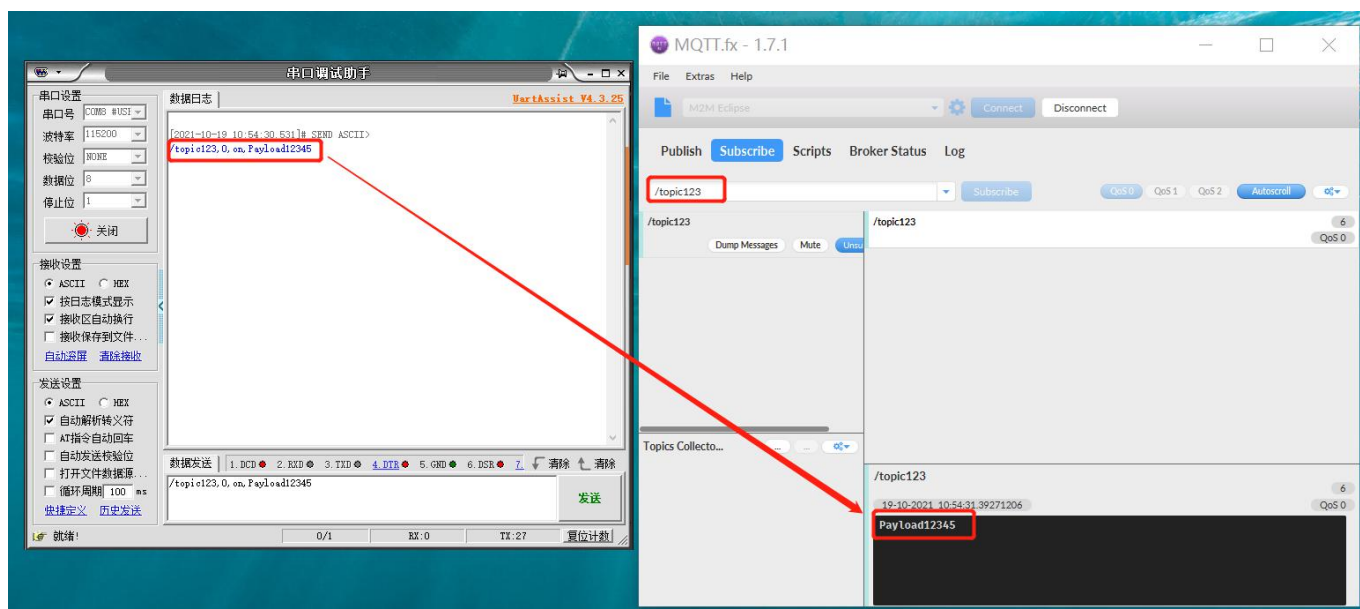 串口调试助手
串口设置
串口号 COM8 #USI
波特率 115200
校验位 NONE
数据位 8
停止位 1
关闭
接收设置
ASCII HEX
按日志模式显示
接收区自动换行
接收保存到文件...
自动滚屏 清除接收
发送设置
ASCII HEX
自动解析转义符
AT指令自动回车
自动发送校验位
打开文件数据源...
循环周期 100 ms
快捷定义 历史发送
数据日志
UartAssist V4.3.25
[2021-10-19 10:54:30.531]# SEND ASCII>
/topic123,0,on,Payload12345
数据发送 1.DCD 2.RXD 3.TXD 4.DTR 5.GND 6.DSR 7. 清除 清除
/topic123,0,on,Payload12345
发送
就绪! 0/1 RX:0 TX:27 复位计数
MQTT.fx - 1.7.1
File Extras Help
M2M Eclipse Connect Disconnect
Publish Subscribe Scripts Broker Status Log
/topic123 Subscribe QoS 0 QoS 1 QoS 2 Autoscroll
/topic123
Dump Messages Mute Unsu
/topic123 6
QoS 0
Topics Collecto...
/topic123
6
19-10-2021 10:54:31.39271206 QoS 0
Payload12345